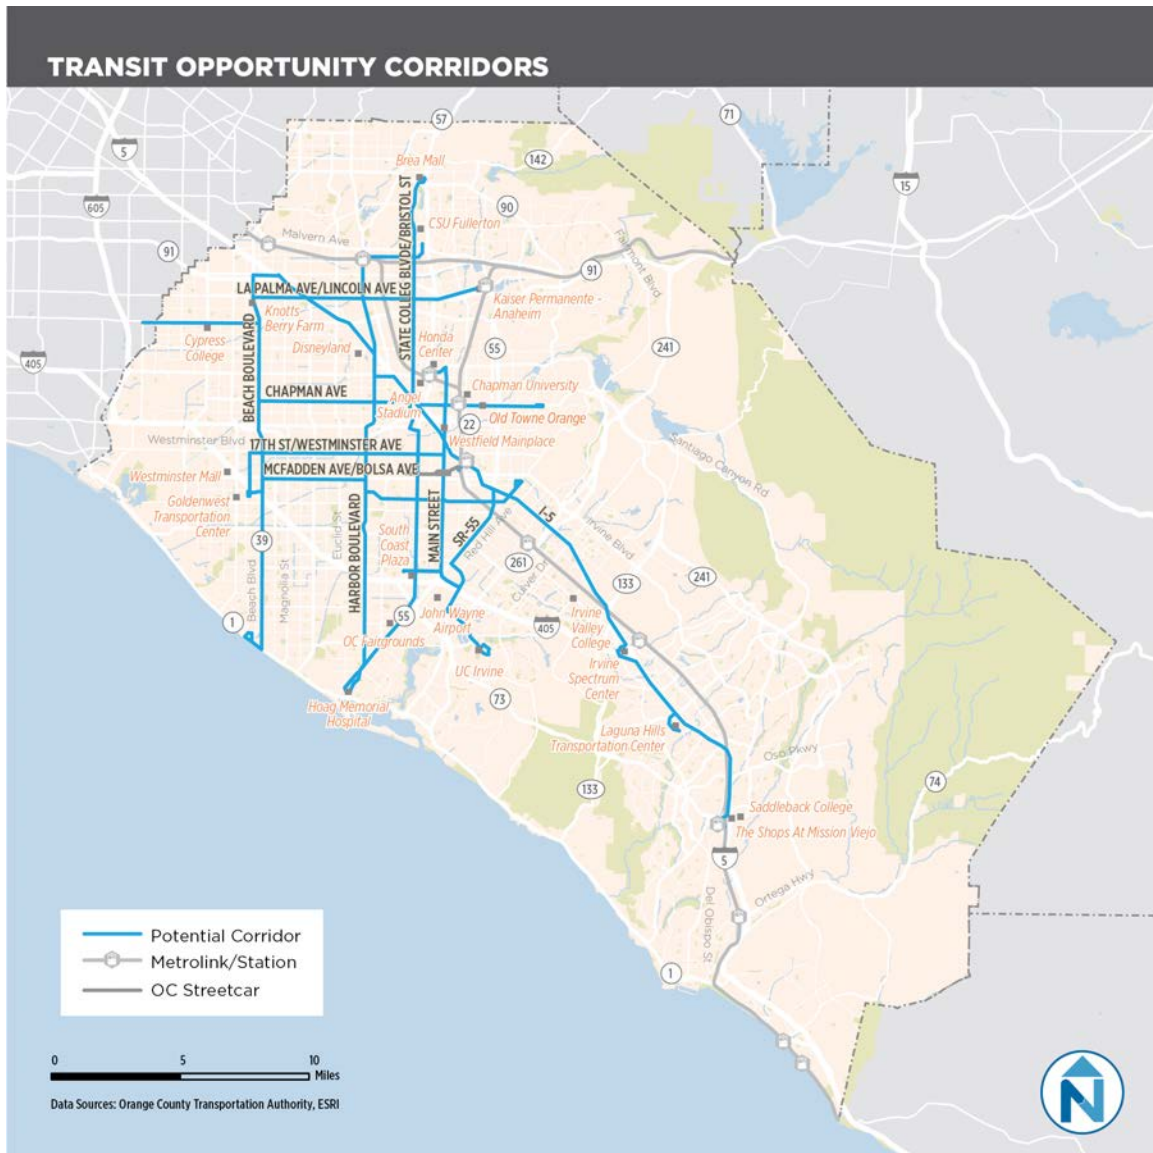 TRANSIT OPPORTUNITY CORRIDORS
57
71
5
142
Brea Mall
15
605
STATE COLLEG BLVDE/BRISTOL ST
90
CSU Fullerton
Malvern Ave
91
Fairmont Blvd
91
LA PALMA AVE/LINCOLN AVE
Kaiser Permanente -
Anaheim
Knotts
Berry Farm
BEACH BOULEVARD
Cypress
College
Disneyland
Honda
Center
55
241
405
Chapman University
CHAPMAN AVE
Angel
Stadium
Old Towne Orange
22
Westminster Blvd
17TH ST/WESTMINSTER AVE
Westfield Mainplace
Santiago Canyon Rd
MCFADDEN AVE/BOLSA AVE
Westminster Mall
Goldenwest
Transportation
Center
HARBOR BOULEVARD
MAIN STREET
SR-55
I-5
Euclid St
South
Coast
Plaza
Red Hill Ave
Irvine Blvd
39
261
Culver Dr
133
241
Beach Blvd
Magnolia St
1
55
John Wayne
Airport
405
Irvine
Valley
College
OC Fairgrounds
UC Irvine
Irvine
Spectrum
Center
73
Hoag Memorial
Hospital
Laguna Hills
Transportation Center
Oso Pkwy
133
74
Saddleback College
The Shops At Mission Viejo
5
Ortega Hwy
Del Obispo St
1
Potential Corridor
Metrolink/Station
OC Streetcar
0 5 10
Miles
Data Sources: Orange County Transportation Authority, ESRI
N